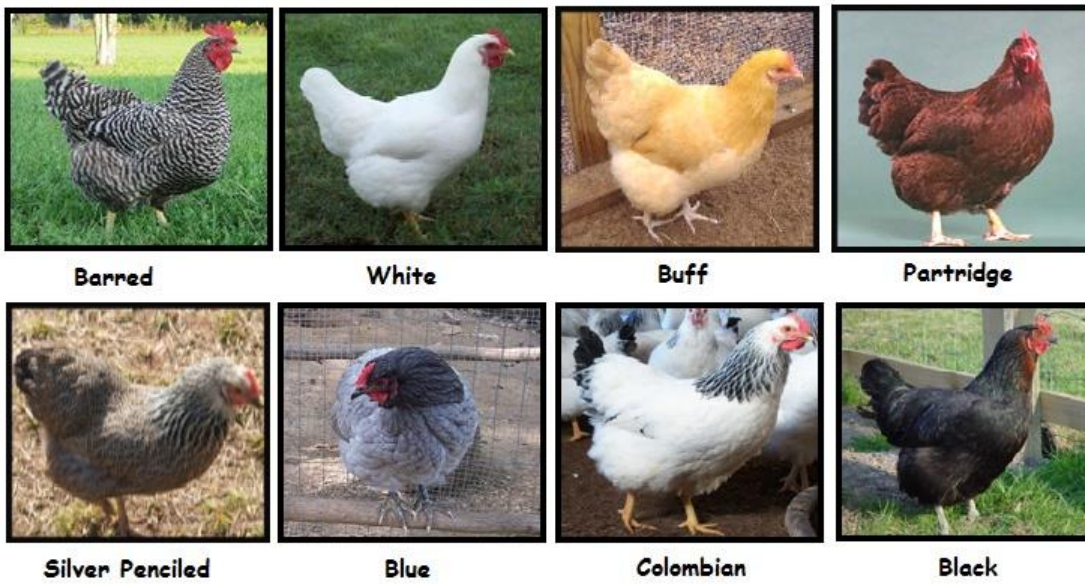 Barred
White
Buff
Partridge
Silver Penciled
Blue
Colombian
Black